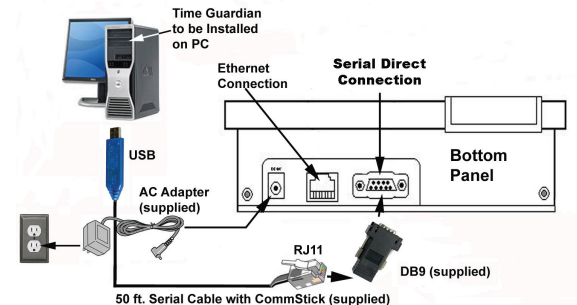 Time Guardian
to be Installed
on PC
Ethernet
Connection
Serial Direct
Connection
USB
Bottom
Panel
AC Adapter
(supplied)
RJ11
DB9 (supplied)
50 ft. Serial Cable with CommStick (supplied)